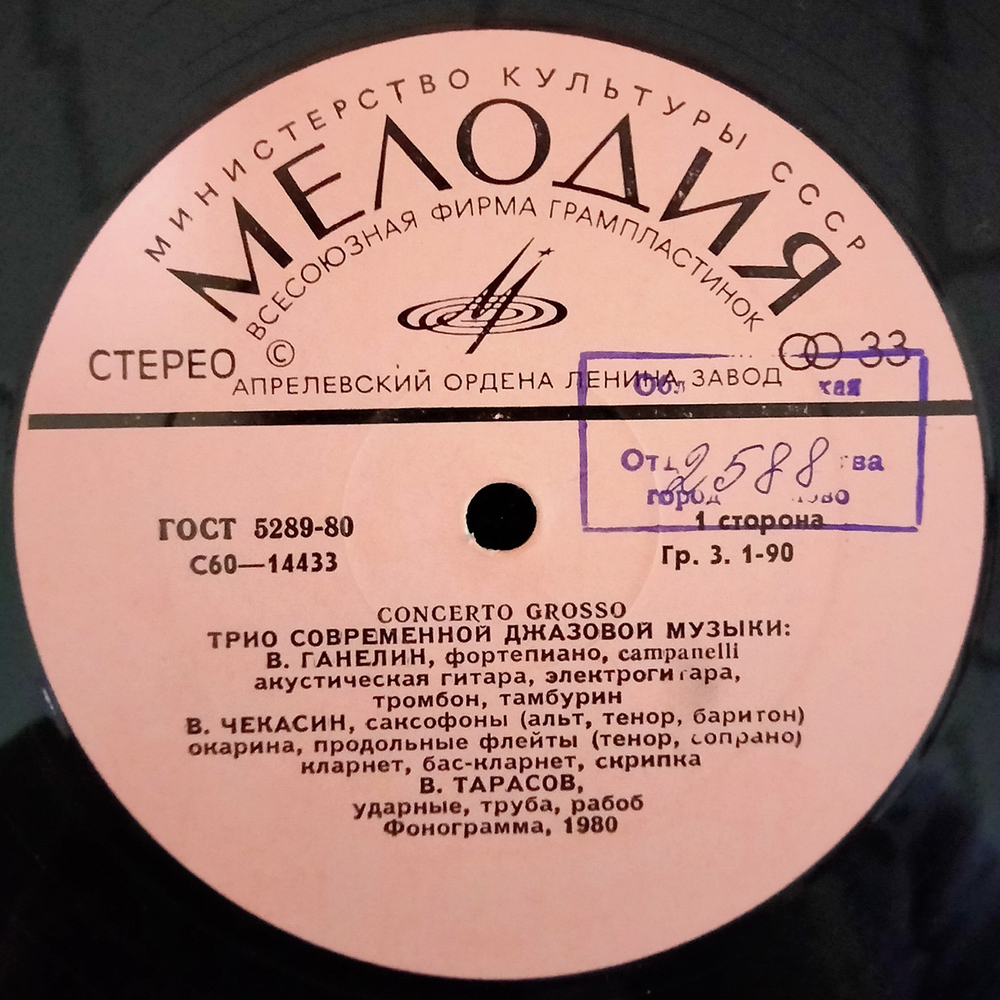 МИНИСТЕРСТВО КУЛЬТУРЫ СССР
МЕЛОДИЯ
ВСЕСОЮЗНАЯ ФИРМА ГРАМПЛАСТИНОК
СТЕРЕО
©
33
АПРЕЛЕВСКИЙ ОРДЕНА ЛЕНИНА ЗАВОД
2588
ГОСТ 5289-80
1 сторона
С60—14433
Гр. 3. 1-90
CONCERTO GROSSO
ТРИО СОВРЕМЕННОЙ ДЖАЗОВОЙ МУЗЫКИ:
В. ГАНЕЛИН, фортепиано, campanelli
акустическая гитара, электрогитара,
тромбон, тамбурин
В. ЧЕКАСИН, саксофоны (альт, тенор, баритон)
окарина, продольные флейты (тенор, сопрано)
кларнет, бас-кларнет, скрипка
В. ТАРАСОВ,
ударные, труба, рабоб
Фонограмма, 1980